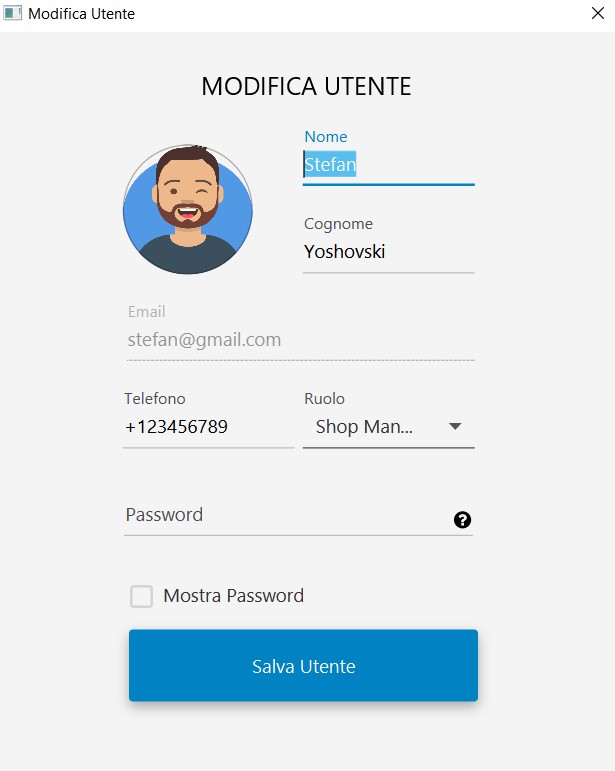 Modifica Utente
MODIFICA UTENTE
Nome
Stefan
Cognome
Yoshovski
Email
stefan@gmail.com
Telefono
+123456789
Ruolo
Shop Man...
Password
?
Mostra Password
Salva Utente